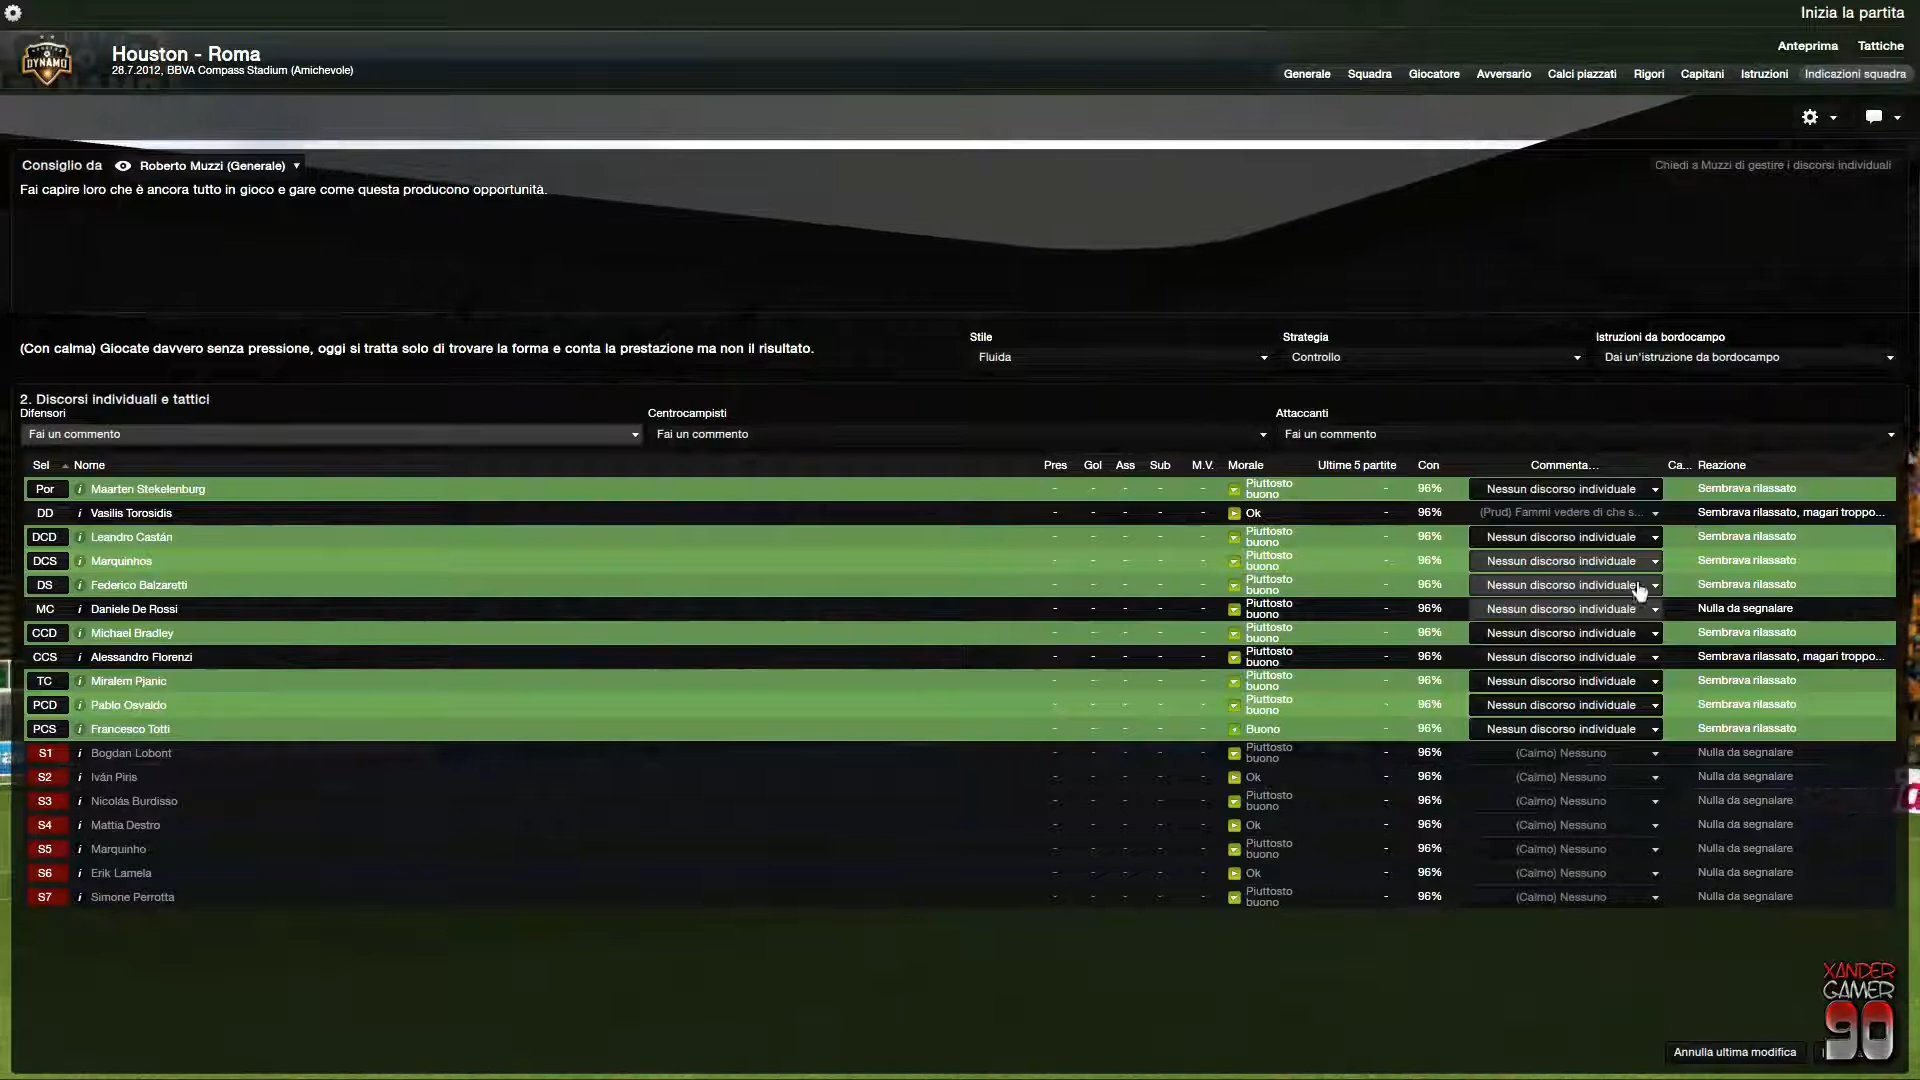 Inizia la partita
DYNAMO
Houston - Roma
28.7.2012, BBVA Compass Stadium (Amichevole)
Anteprima Tattiche
Generale Squadra Giocatore Avversario Calci piazzati Rigori Capitani Istruzioni Indicazioni squadra
Consiglio da Roberto Muzzi (Generale)
Chiedi a Muzzi di gestire i discorsi individuali
Fai capire loro che è ancora tutto in gioco e gare come questa producono opportunità.
(Con calma) Giocate davvero senza pressione, oggi si tratta solo di trovare la forma e conta la prestazione ma non il risultato.
Stile Strategia Istruzioni da bordocampo
Fluida Controllo Dai un'istruzione da bordocampo
2. Discorsi individuali e tattici
Difensori Centrocampisti Attaccanti
Fai un commento Fai un commento Fai un commento
Sel Nome Pres Gol Ass Sub M.V. Morale Ultime 5 partite Con Commenta... Ca... Reazione
Por i Maarten Stekelenburg - - - - - Piuttosto buono - 96% Nessun discorso individuale Sembrava rilassato
DD i Vasilis Torosidis - - - - - Ok - 96% (Prud) Fammi vedere di che s... Sembrava rilassato, magari troppo...
DCD i Leandro Castán - - - - - Piuttosto buono - 96% Nessun discorso individuale Sembrava rilassato
DCS i Marquinhos - - - - - Piuttosto buono - 96% Nessun discorso individuale Sembrava rilassato
DS i Federico Balzaretti - - - - - Piuttosto buono - 96% Nessun discorso individuale Sembrava rilassato
MC i Daniele De Rossi - - - - - Piuttosto buono - 96% Nessun discorso individuale Nulla da segnalare
CCD i Michael Bradley - - - - - Piuttosto buono - 96% Nessun discorso individuale Sembrava rilassato
CCS i Alessandro Florenzi - - - - - Piuttosto buono - 96% Nessun discorso individuale Sembrava rilassato, magari troppo...
TC i Miralem Pjanic - - - - - Piuttosto buono - 96% Nessun discorso individuale Sembrava rilassato
PCD i Pablo Osvaldo - - - - - Piuttosto buono - 96% Nessun discorso individuale Sembrava rilassato
PCS i Francesco Totti - - - - - Buono - 96% Nessun discorso individuale Sembrava rilassato
S1 i Bogdan Lobont - - - - - Piuttosto buono - 96% (Calmo) Nessuno Nulla da segnalare
S2 i Iván Piris - - - - - Ok - 96% (Calmo) Nessuno Nulla da segnalare
S3 i Nicolás Burdisso - - - - - Piuttosto buono - 96% (Calmo) Nessuno Nulla da segnalare
S4 i Mattia Destro - - - - - Ok - 96% (Calmo) Nessuno Nulla da segnalare
S5 i Marquinho - - - - - Piuttosto buono - 96% (Calmo) Nessuno Nulla da segnalare
S6 i Erik Lamela - - - - - Ok - 96% (Calmo) Nessuno Nulla da segnalare
S7 i Simone Perrotta - - - - - Piuttosto buono - 96% (Calmo) Nessuno Nulla da segnalare
XANDER
GAMER
90
Annulla ultima modifica